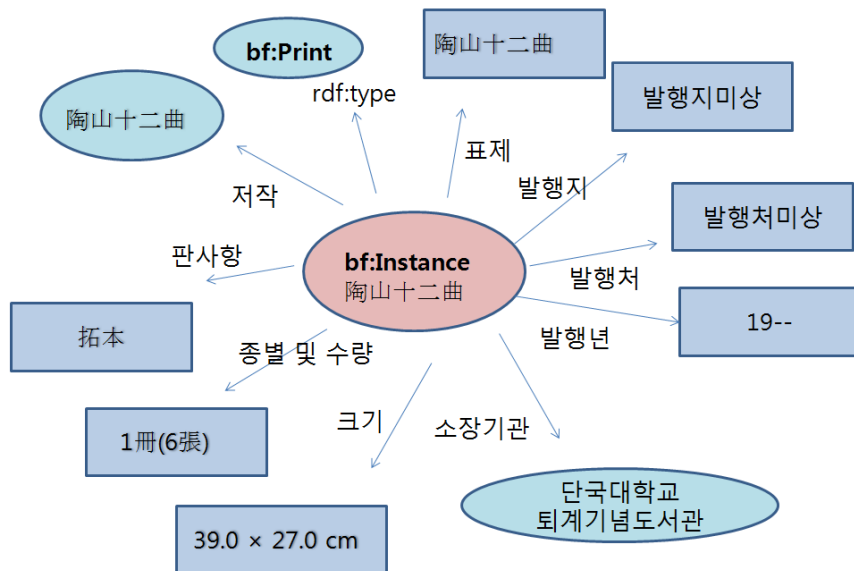 bf:Print
陶山十二曲
rdf:type
발행지미상
陶山十二曲
표제
저작
발행지
발행처미상
판사항
bf:Instance
陶山十二曲
발행처
19--
拓本
종별 및 수량
발행년
1冊(6張)
크기
소장기관
단국대학교
퇴계기념도서관
39.0 × 27.0 cm